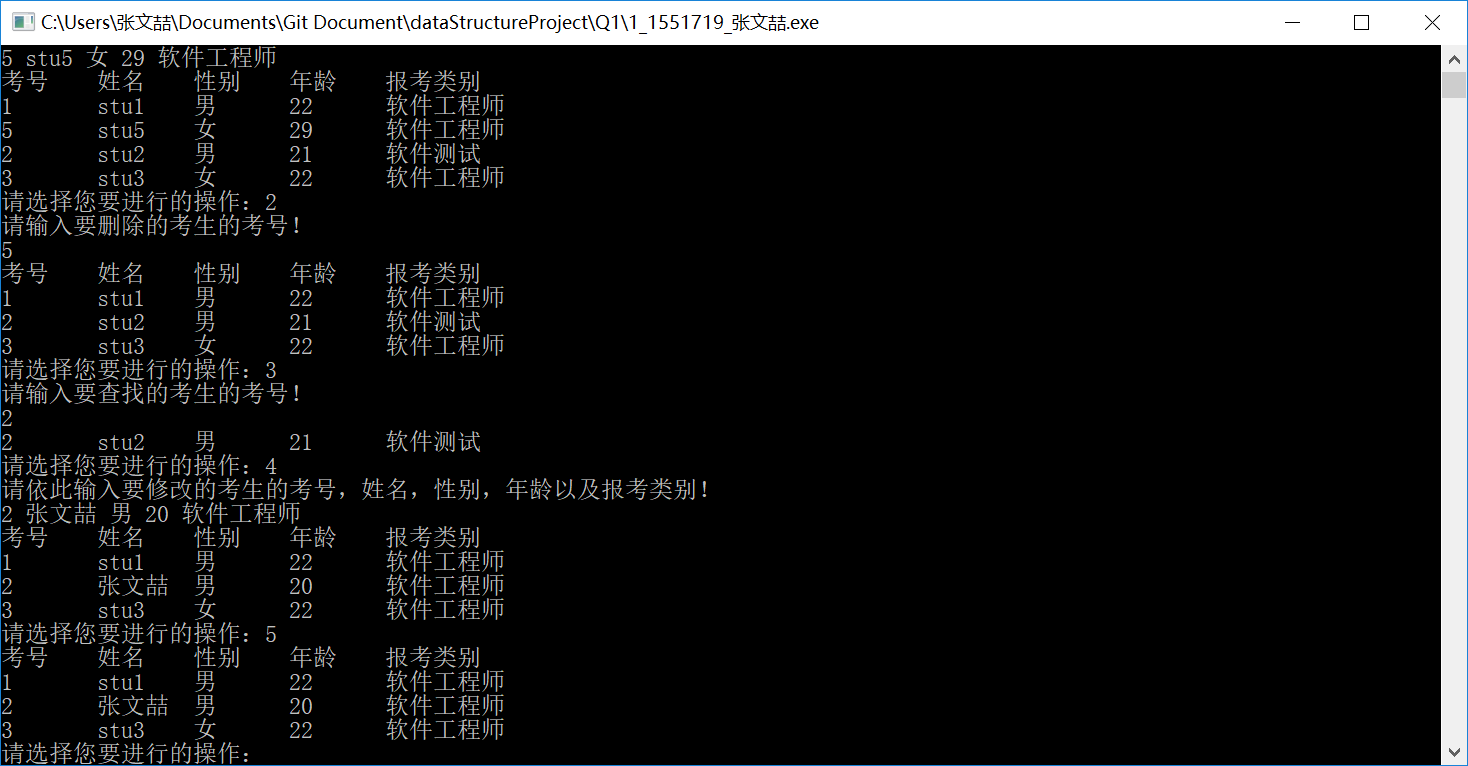 C:\Users\张文喆\Documents\Git Document\dataStructureProject\Q1\1_1551719_张文喆.exe
5 stu5 女 29 软件工程师
考号 姓名 性别 年龄 报考类别
1 stu1 男 22 软件工程师
5 stu5 女 29 软件工程师
2 stu2 男 21 软件测试
3 stu3 女 22 软件工程师
请选择您要进行的操作：2
请输入要删除的考生的考号！
5
考号 姓名 性别 年龄 报考类别
1 stu1 男 22 软件工程师
2 stu2 男 21 软件测试
3 stu3 女 22 软件工程师
请选择您要进行的操作：3
请输入要查找的考生的考号！
2
2 stu2 男 21 软件测试
请选择您要进行的操作：4
请依此输入要修改的考生的考号，姓名，性别，年龄以及报考类别！
2 张文喆 男 20 软件工程师
考号 姓名 性别 年龄 报考类别
1 stu1 男 22 软件工程师
2 张文喆 男 20 软件工程师
3 stu3 女 22 软件工程师
请选择您要进行的操作：5
考号 姓名 性别 年龄 报考类别
1 stu1 男 22 软件工程师
2 张文喆 男 20 软件工程师
3 stu3 女 22 软件工程师
请选择您要进行的操作：